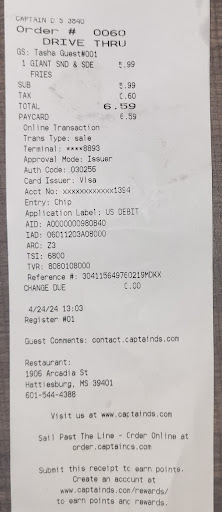 CAPTAIN D S 3840
Order # 0060
DRIVE THRU
GS: Tasha Guest#001
1 GIANT SND & SDE 5.99
FRIES
SUB 5.99
TAX 0.60
TOTAL 6.59
PAYCARD 6.59
Online Transaction
Trans Type: sale
Terminal: ****8893
Approval Mode: Issuer
Auth Code: 030256
Card Issuer: Visa
Acct No: xxxxxxxxxxxx1394
Entry: Chip
Application Label: US DEBIT
AID: A0000000980840
IAD: 06011203A08000
ARC: Z3
TSI: 6800
TVR: 8080108000
Reference #: 304115649760219MDKX
CHANGE DUE 0.00
4/24/24 13:03
Register #01
Guest Comments: contact.captainds.com
Restaurant:
1906 Arcadia St
Hattiesburg, MS 39401
601-544-4388
Visit us at www.captainds.com
Sail Past The Line - Order Online at
order.captainds.com
Submit this receipt to earn points.
Create an account at
www.captainds.com/rewards/
to earn points and rewards.